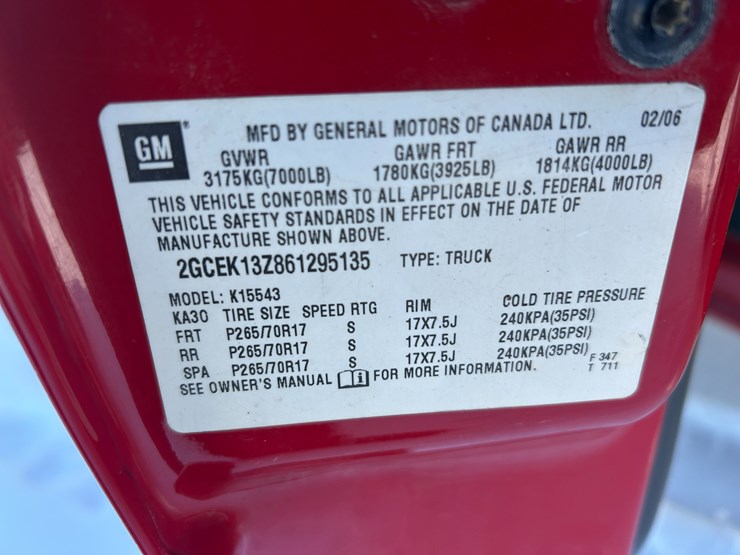 GM ®
MFD BY GENERAL MOTORS OF CANADA LTD. 02/06
GVWR GAWR FRT GAWR RR
3175KG(7000LB) 1780KG(3925LB) 1814KG(4000LB)
THIS VEHICLE CONFORMS TO ALL APPLICABLE U.S. FEDERAL MOTOR
VEHICLE SAFETY STANDARDS IN EFFECT ON THE DATE OF
MANUFACTURE SHOWN ABOVE.
2GCEK13Z861295135 TYPE: TRUCK
MODEL: K15543
KA30 TIRE SIZE SPEED RTG RIM COLD TIRE PRESSURE
FRT P265/70R17 S 17X7.5J 240KPA(35PSI)
RR P265/70R17 S 17X7.5J 240KPA(35PSI)
SPA P265/70R17 S 17X7.5J 240KPA(35PSI)
SEE OWNER'S MANUAL i FOR MORE INFORMATION. F 347
T 711